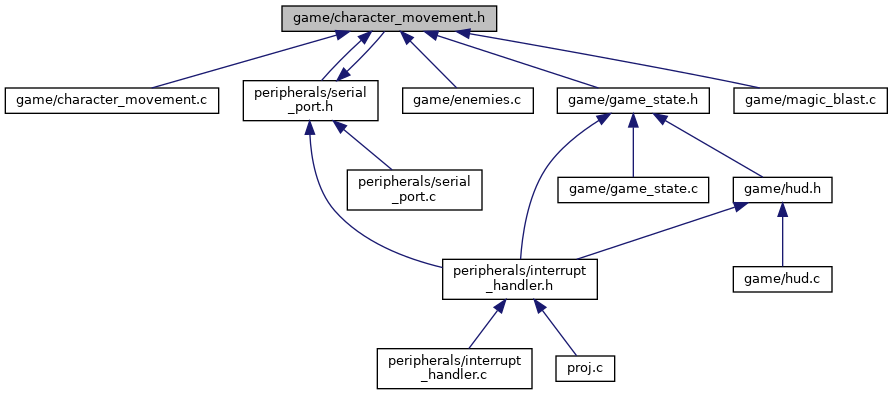 game/character_movement.h
game/character_movement.c
peripherals/serial
_port.h
game/enemies.c
game/game_state.h
game/magic_blast.c
peripherals/serial
_port.c
game/game_state.c
game/hud.h
peripherals/interrupt
_handler.h
game/hud.c
peripherals/interrupt
_handler.c
proj.c